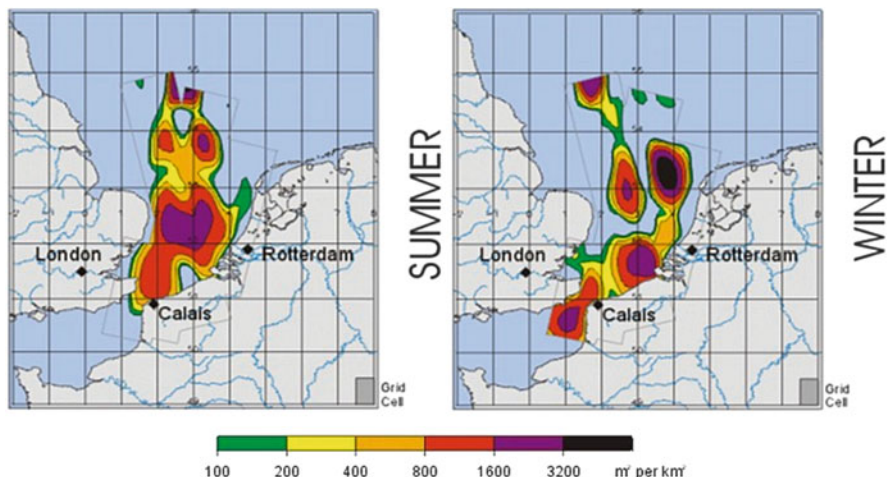 London
Rotterdam
Calais
Grid
Cell
SUMMER
London
Rotterdam
Calais
Grid
Cell
WINTER
100 200 400 800 1600 3200 m² per km²